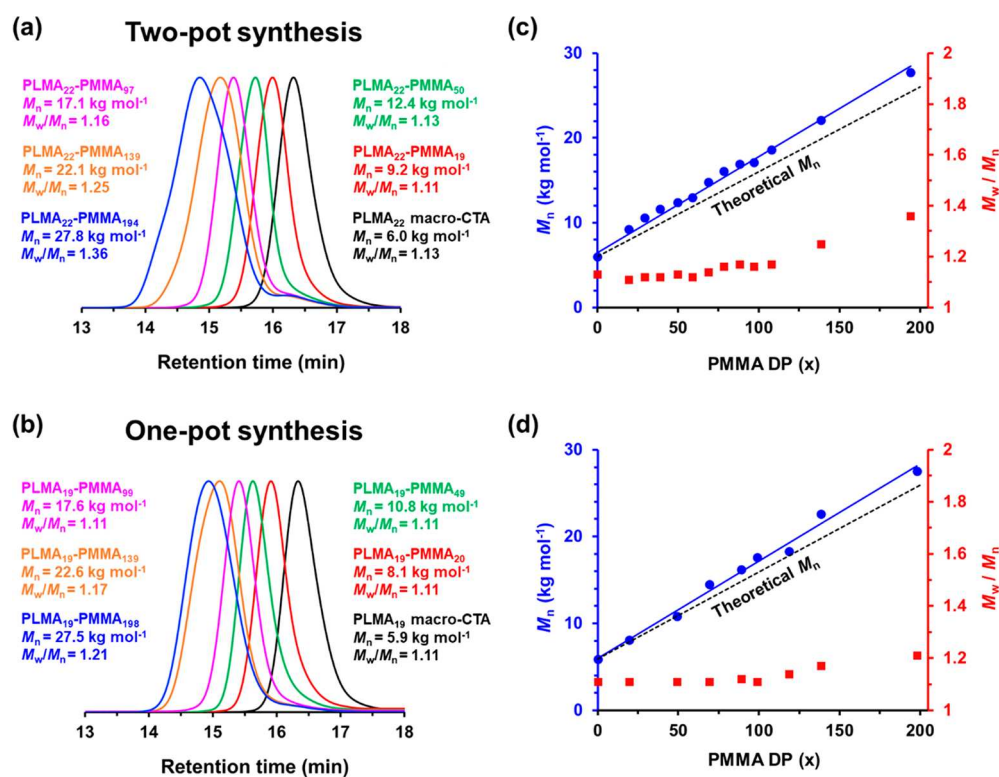 (a)
Two-pot synthesis
PLMA₂₂-PMMA₉₇
Mn = 17.1 kg mol⁻¹
Mw/Mn = 1.16
PLMA₂₂-PMMA₁₃₉
Mn = 22.1 kg mol⁻¹
Mw/Mn = 1.25
PLMA₂₂-PMMA₁₉₄
Mn = 27.8 kg mol⁻¹
Mw/Mn = 1.36
PLMA₂₂-PMMA₅₀
Mn = 12.4 kg mol⁻¹
Mw/Mn = 1.13
PLMA₂₂-PMMA₁₉
Mn = 9.2 kg mol⁻¹
Mw/Mn = 1.11
PLMA₂₂ macro-CTA
Mn = 6.0 kg mol⁻¹
Mw/Mn = 1.13
13 14 15 16 17 18
Retention time (min)
(c)
30
20
10
0
Mn (kg mol⁻¹)
Theoretical Mn
2
1.8
1.6
1.4
1.2
1
Mw / Mn
0 50 100 150 200
PMMA DP (x)
(b)
One-pot synthesis
PLMA₁₉-PMMA₉₉
Mn = 17.6 kg mol⁻¹
Mw/Mn = 1.11
PLMA₁₉-PMMA₁₃₉
Mn = 22.6 kg mol⁻¹
Mw/Mn = 1.17
PLMA₁₉-PMMA₁₉₈
Mn = 27.5 kg mol⁻¹
Mw/Mn = 1.21
PLMA₁₉-PMMA₄₉
Mn = 10.8 kg mol⁻¹
Mw/Mn = 1.11
PLMA₁₉-PMMA₂₀
Mn = 8.1 kg mol⁻¹
Mw/Mn = 1.11
PLMA₁₉ macro-CTA
Mn = 5.9 kg mol⁻¹
Mw/Mn = 1.11
13 14 15 16 17 18
Retention time (min)
(d)
30
20
10
0
Mn (kg mol⁻¹)
Theoretical Mn
2
1.8
1.6
1.4
1.2
1
Mw / Mn
0 50 100 150 200
PMMA DP (x)